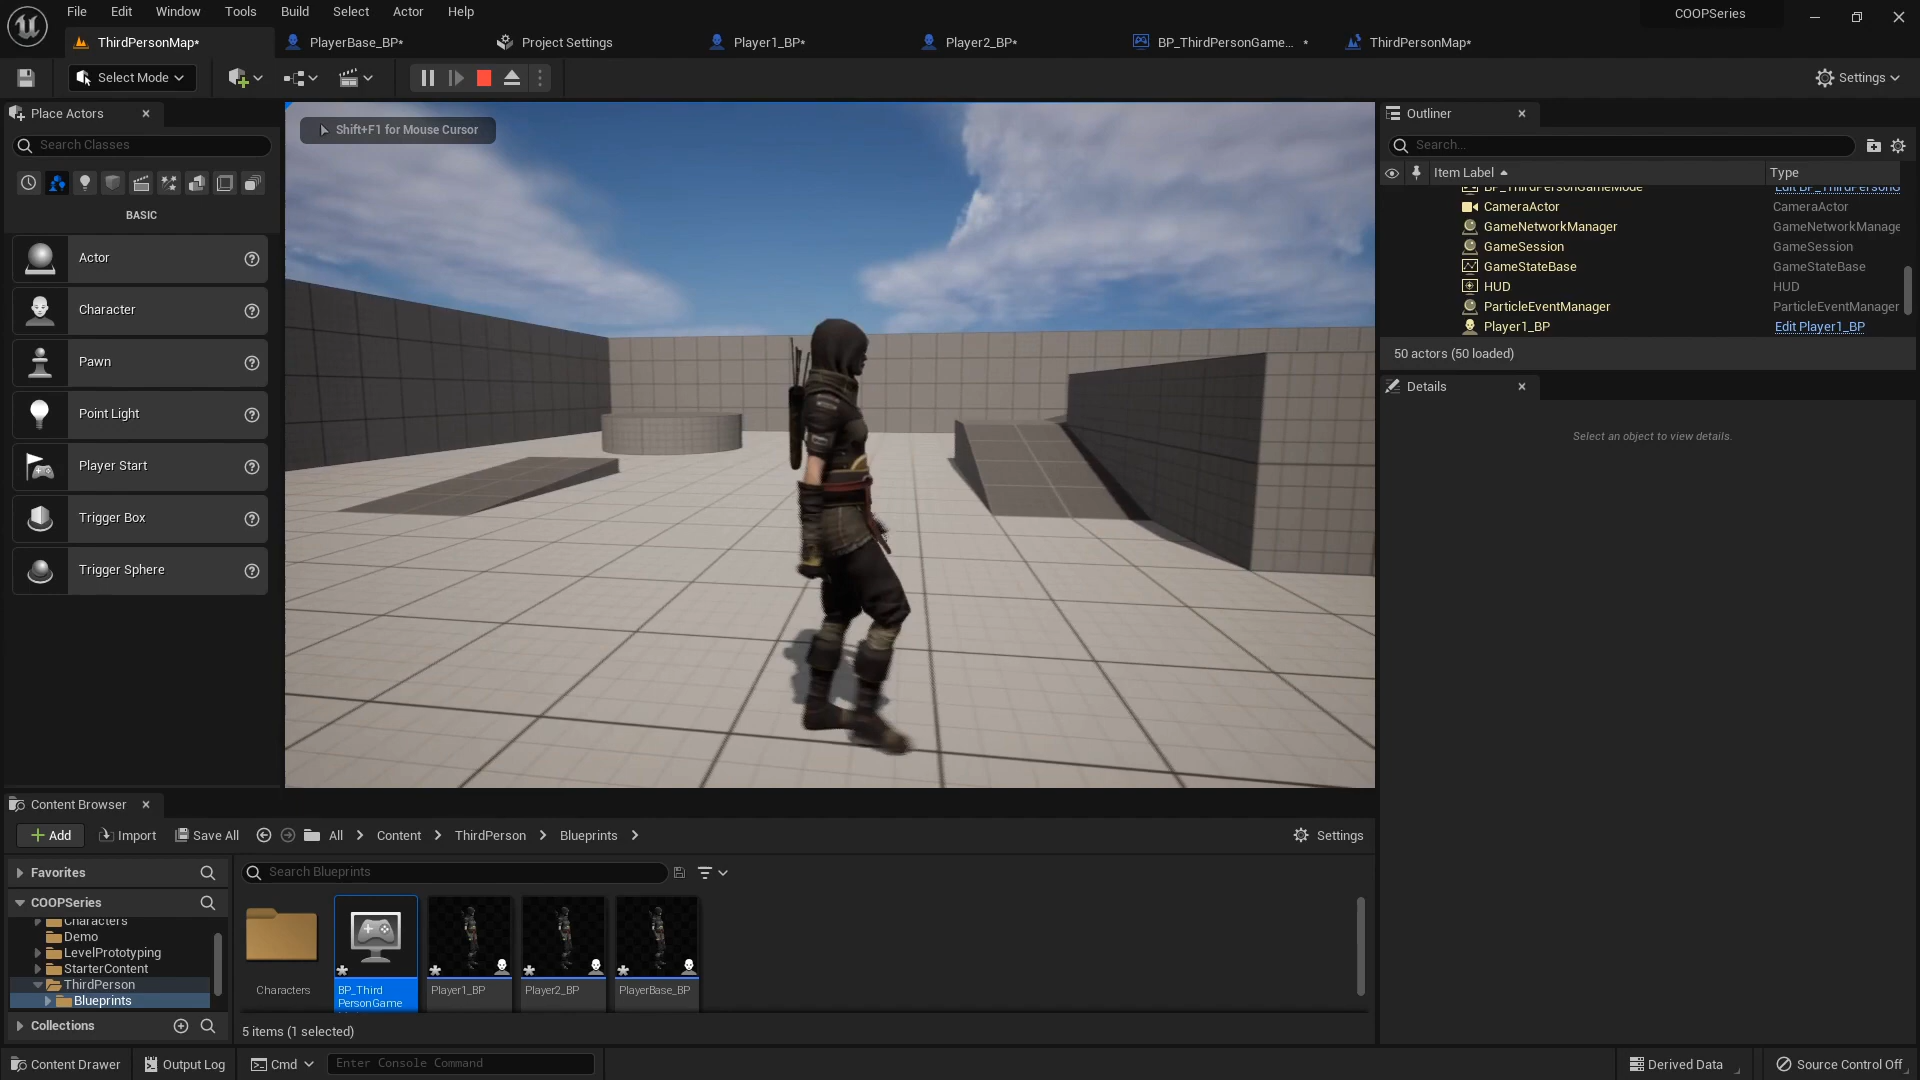 File Edit Window Tools Build Select Actor Help
COOPSeries
ThirdPersonMap* PlayerBase_BP* Project Settings Player1_BP* Player2_BP* BP_ThirdPersonGame... * ThirdPersonMap*
Select Mode
Settings
Place Actors
Search Classes
BASIC
Actor
Character
Pawn
Point Light
Player Start
Trigger Box
Trigger Sphere
Shift+F1 for Mouse Cursor
Outliner
Search...
Item Label Type
BP_ThirdPersonGameMode Edit BP_ThirdPersonG
CameraActor CameraActor
GameNetworkManager GameNetworkManage
GameSession GameSession
GameStateBase GameStateBase
HUD HUD
ParticleEventManager ParticleEventManager
Player1_BP Edit Player1_BP
50 actors (50 loaded)
Details
Select an object to view details.
Content Browser
Add Import Save All All Content ThirdPerson Blueprints Settings
Favorites
COOPSeries
Characters
Demo
LevelPrototyping
StarterContent
ThirdPerson
Blueprints
Collections
Search Blueprints
Characters
BP_Third
PersonGame
Player1_BP
Player2_BP
PlayerBase_BP
5 items (1 selected)
Content Drawer Output Log Cmd Enter Console Command Derived Data Source Control Off